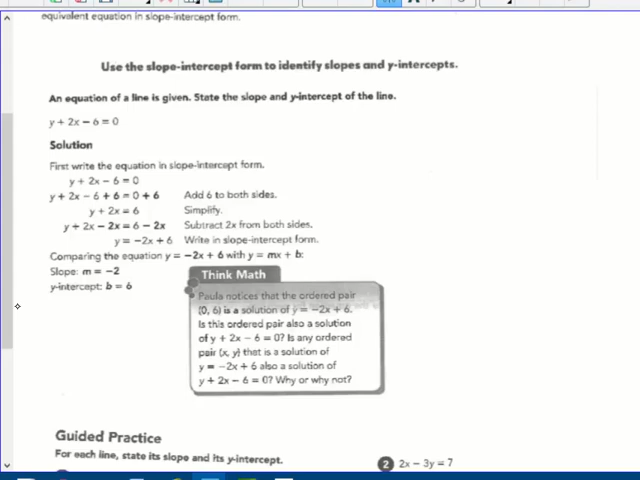 equivalent equation in slope-intercept form.
Use the slope-intercept form to identify slopes and y-intercepts.
An equation of a line is given. State the slope and y-intercept of the line.
y + 2x – 6 = 0
Solution
First write the equation in slope-intercept form.
y + 2x – 6 = 0
y + 2x – 6 + 6 = 0 + 6 Add 6 to both sides.
y + 2x = 6 Simplify.
y + 2x – 2x = 6 – 2x Subtract 2x from both sides.
y = –2x + 6 Write in slope-intercept form.
Comparing the equation y = –2x + 6 with y = mx + b:
Slope: m = –2
y-intercept: b = 6
Think Math
Paula notices that the ordered pair
(0, 6) is a solution of y = –2x + 6.
Is this ordered pair also a solution
of y + 2x – 6 = 0? Is any ordered
pair (x, y) that is a solution of
y = –2x + 6 also a solution of
y + 2x – 6 = 0? Why or why not?
Guided Practice
For each line, state its slope and its y-intercept.
2 2x – 3y = 7